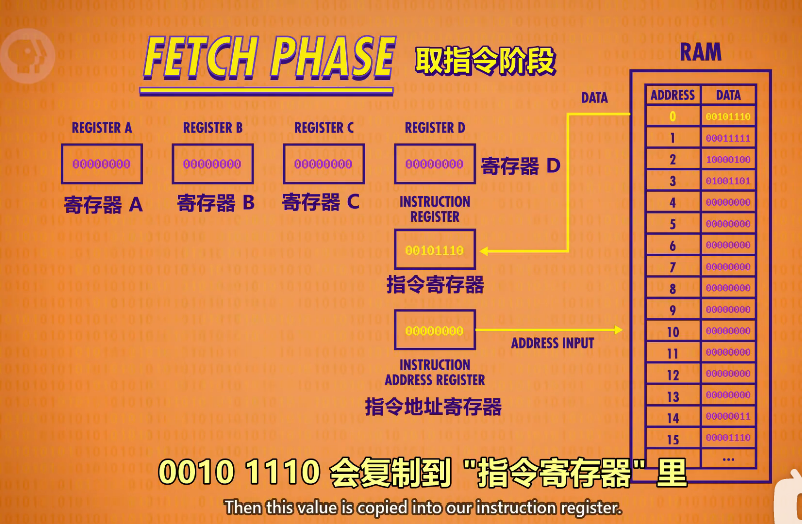 FETCH PHASE 取指令阶段
RAM
DATA
ADDRESS DATA
0 00101110
1 00011111
2 10000100
3 01001101
4 00000000
5 00000000
6 00000000
7 00000000
8 00000000
9 00000000
10 00000000
11 00000000
12 00000000
13 00000000
14 00000011
15 00001110
...
REGISTER A REGISTER B REGISTER C REGISTER D
00000000 00000000 00000000 00000000 寄存器 D
寄存器 A 寄存器 B 寄存器 C
INSTRUCTION
REGISTER
00101110
指令寄存器
00000000
ADDRESS INPUT
INSTRUCTION
ADDRESS REGISTER
指令地址寄存器
0010 1110 会复制到 "指令寄存器" 里
Then this value is copied into our instruction register.